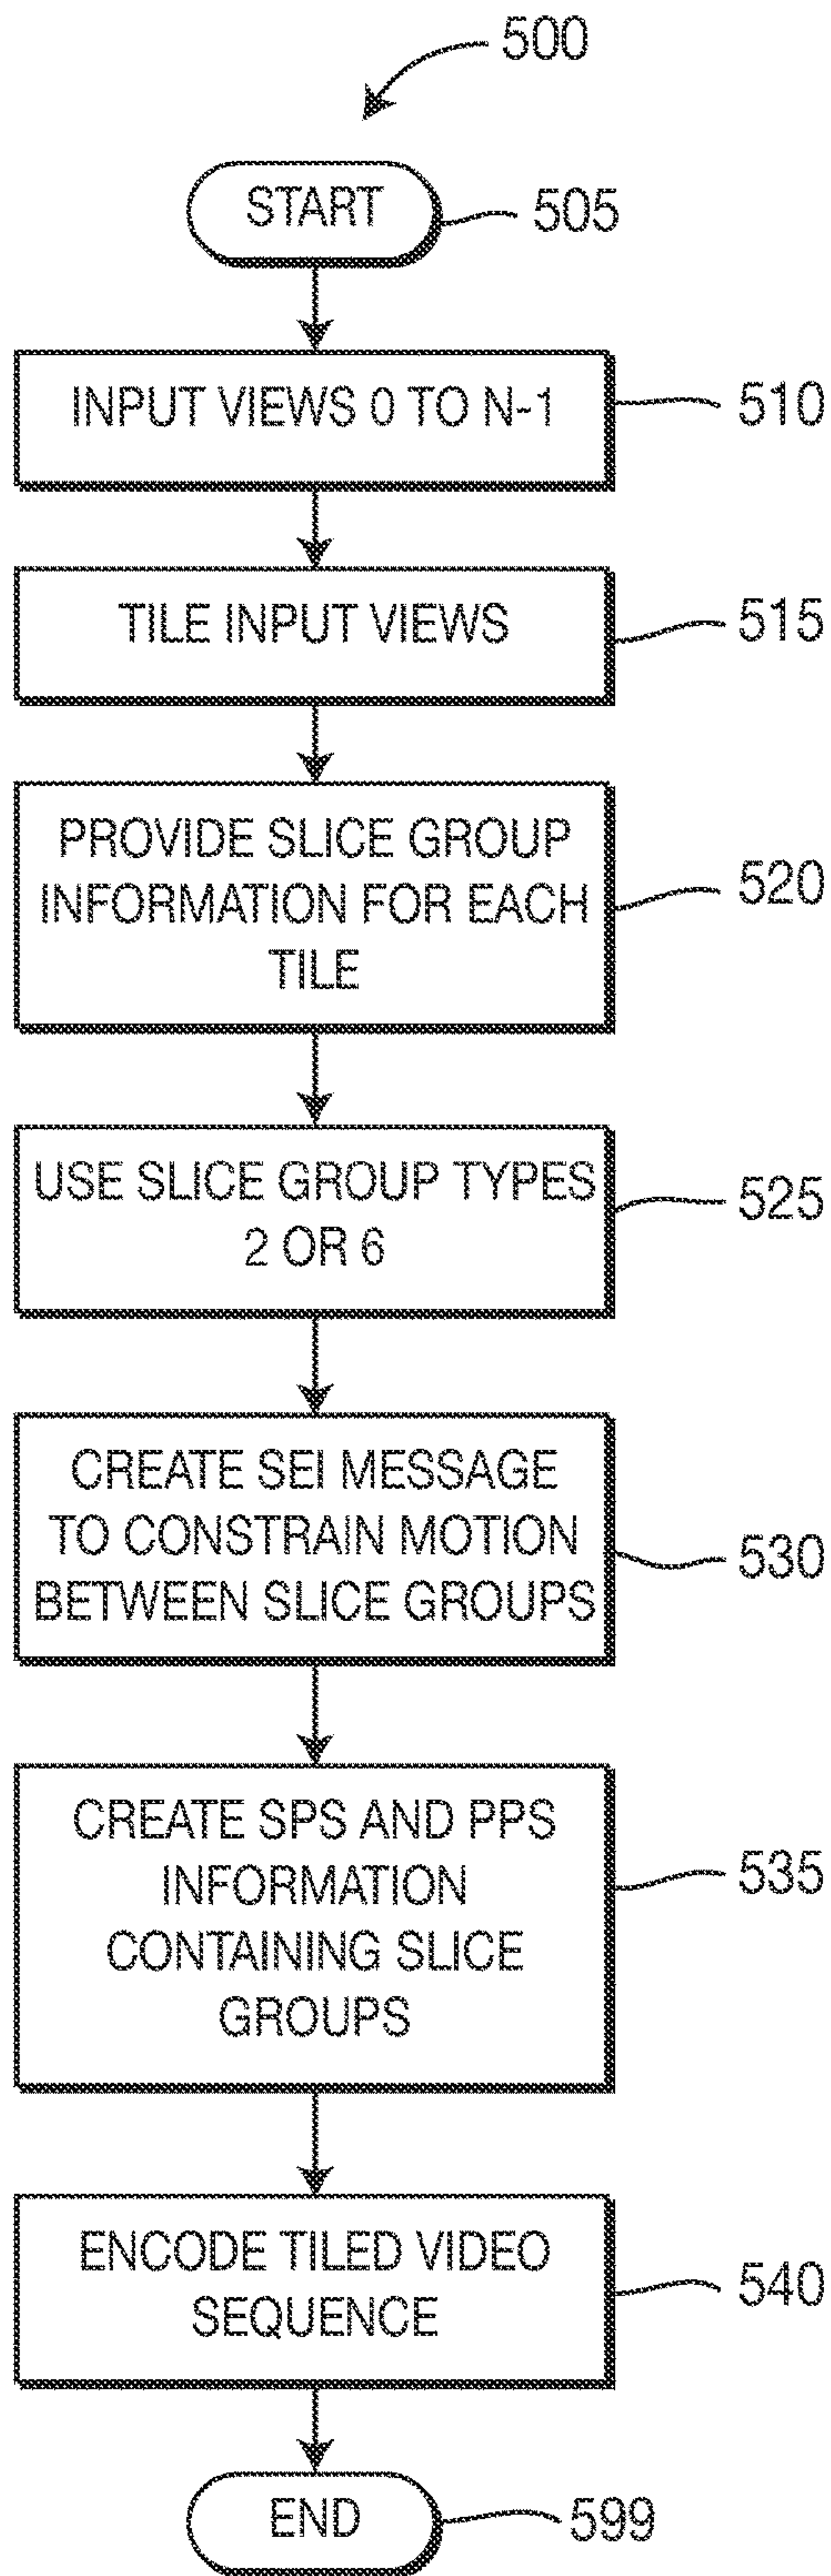 500
START
505
INPUT VIEWS 0 TO N-1
510
TILE INPUT VIEWS
515
PROVIDE SLICE GROUP
INFORMATION FOR EACH
TILE
520
USE SLICE GROUP TYPES
2 OR 6
525
CREATE SEI MESSAGE
TO CONSTRAIN MOTION
BETWEEN SLICE GROUPS
530
CREATE SPS AND PPS
INFORMATION
CONTAINING SLICE
GROUPS
535
ENCODE TILED VIDEO
SEQUENCE
540
END
599